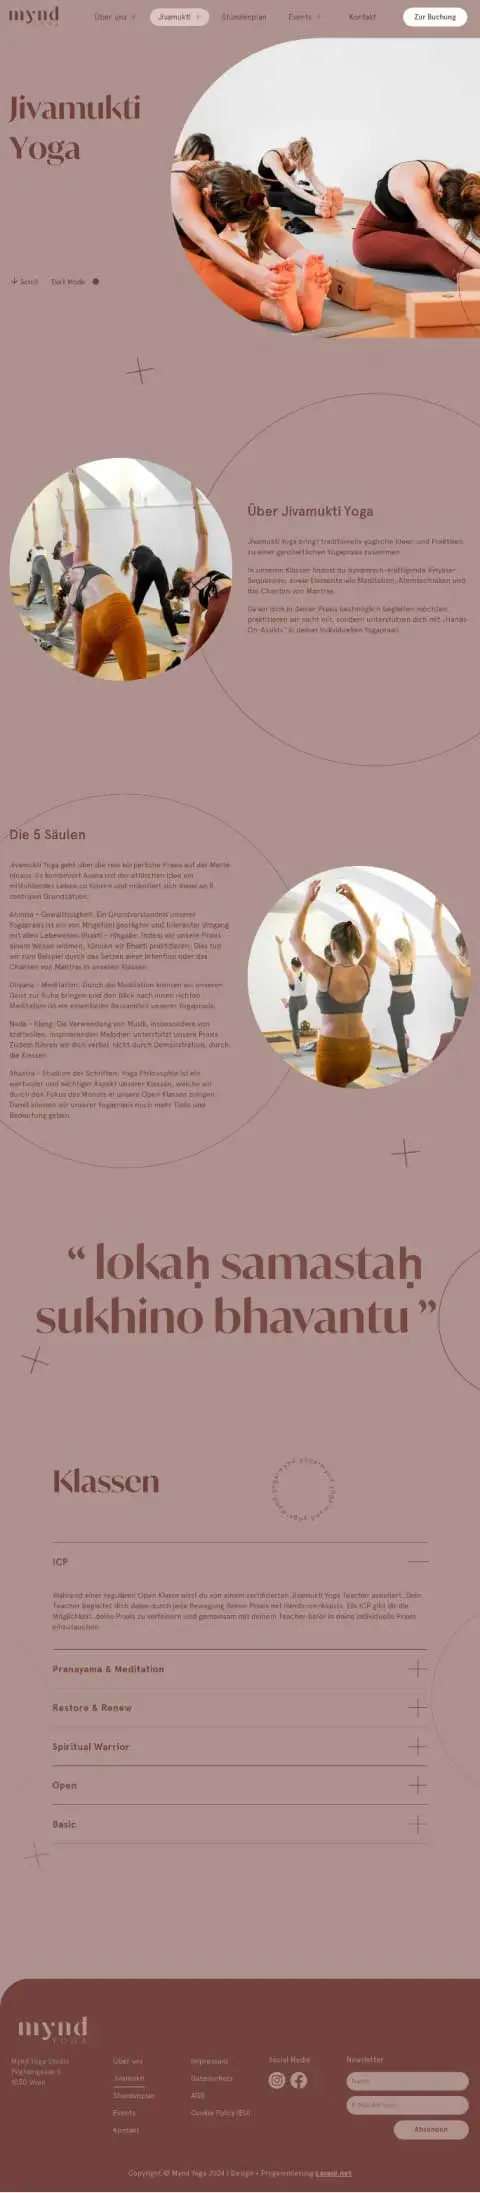 mynd
YOGA
Über uns
Jivamukti
Stundenplan
Events
Kontakt
Zur Buchung
Jivamukti
Yoga
Scroll
Dark Mode
Über Jivamukti Yoga
Jivamukti Yoga bringt traditionelle yogische Ideen und Praktiken
zu einer ganzheitlichen Yogapraxis zusammen.
In unseren Klassen findest du dynamisch-kräftigende Vinyasa-
Sequenzen, sowie Elemente wie Meditation, Atemtechniken und
das Chanten von Mantras.
Da wir dich in deiner Praxis bestmöglich begleiten möchten,
praktizieren wir nicht mit, sondern unterstützen dich mit „Hands-
On-Assists“ in deiner individuellen Yogapraxis.
Die 5 Säulen
Jivamukti Yoga geht über die rein körperliche Praxis auf der Matte
hinaus. Es kombiniert Asana mit der ethischen Idee ein
mitfühlendes Leben zu führen und orientiert sich dabei an 5
zentralen Grundsätzen:
Ahimsa – Gewaltlosigkeit: Ein Grundverständnis unserer
Yogapraxis ist ein von Mitgefühl geprägter und toleranter Umgang
mit allen Lebewesen. Bhakti – Hingabe: Indem wir unsere Praxis
einem Wesen widmen, können wir Bhakti praktizieren. Dies tun
wir zum Beispiel durch das Setzen einer Intention oder das
Chanten von Mantras in unseren Klassen.
Dhyana – Meditation: Durch die Meditation können wir unseren
Geist zur Ruhe bringen und den Blick nach innen richten.
Meditation ist ein essentieller Bestandteil unserer Yogapraxis.
Nada – Klang: Die Verwendung von Musik, insbesondere von
kraftvollen, inspirierenden Melodien unterstützt unsere Praxis.
Zudem führen wir dich verbal, nicht durch Demonstration, durch
die Klassen.
Shastra – Studium der Schriften: Yoga Philosophie ist ein
wertvoller und wichtiger Aspekt unserer Klassen, welche wir
durch den Fokus des Monats in unsere Open Klassen bringen.
Damit können wir unserer Yogapraxis noch mehr Tiefe und
Bedeutung geben.
“ lokaḥ samastaḥ
sukhino bhavantu ”
Klassen
ICP
Während einer regulären Open Klasse wirst du von einem zertifizierten Jivamukti Yoga Teacher assistiert. Dein
Teacher begleitet dich dabei durch jede Bewegung deiner Praxis mit Hands-on-Assists. Die ICP gibt dir die
Möglichkeit, deine Praxis zu verfeinern und gemeinsam mit deinem Teacher tiefer in deine individuelle Praxis
einzutauchen.
Pranayama & Meditation
Restore & Renew
Spiritual Warrior
Open
Basic
mynd
YOGA
Mynd Yoga Studio
1050 Wien
Über uns
Jivamukti
Stundenplan
Events
Kontakt
Impressum
Datenschutz
AGB
Cookie Policy (EU)
Social Media
Newsletter
Name
Absenden
Copyright © Mynd Yoga 2024 | Design + Programmierung